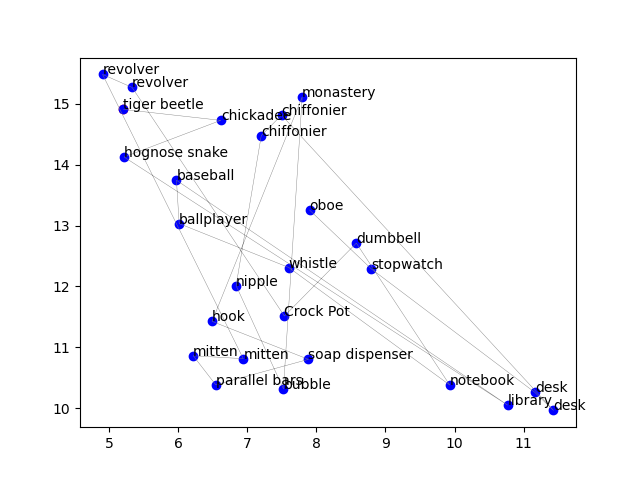 revolver
revolver
monastery
tiger beetle
chiffonier
chickadee
chiffonier
hognose snake
baseball
oboe
ballplayer
dumbbell
whistle
stopwatch
nipple
Crock Pot
hook
mitten
mitten
soap dispenser
parallel bars
bubble
notebook
desk
library
desk
15
14
13
12
11
10
5 6 7 8 9 10 11